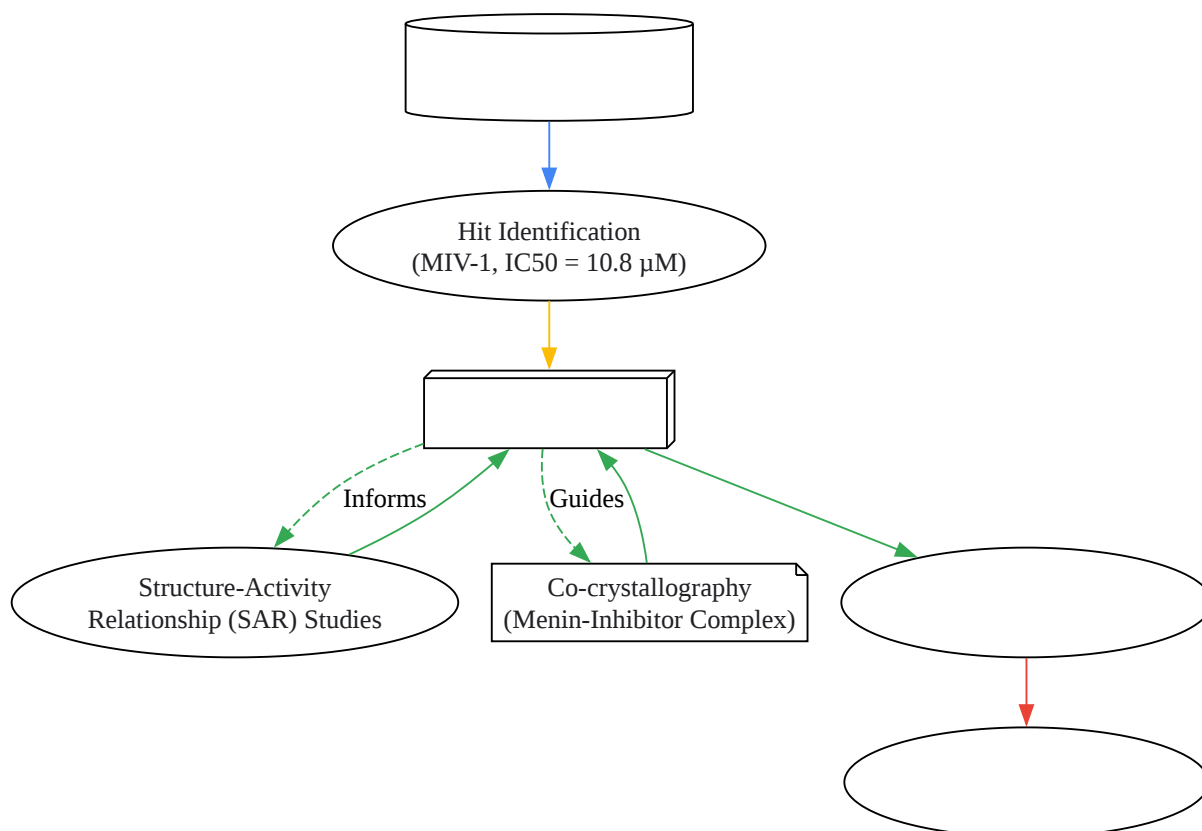 Hit Identification
(MIV-1, IC50 = 10.8 µM)
Informs
Guides
Structure-Activity
Relationship (SAR) Studies
Co-crystallography
(Menin-Inhibitor Complex)